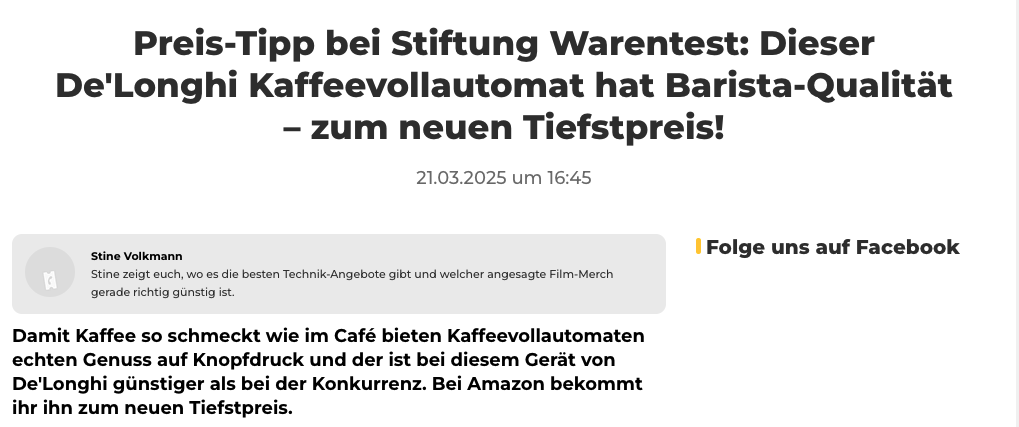 Preis-Tipp bei Stiftung Warentest: Dieser
De'Longhi Kaffeevollautomat hat Barista-Qualität
– zum neuen Tiefstpreis!
21.03.2025 um 16:45
Stine Volkmann
Stine zeigt euch, wo es die besten Technik-Angebote gibt und welcher angesagte Film-Merch
gerade richtig günstig ist.
Folge uns auf Facebook
Damit Kaffee so schmeckt wie im Café bieten Kaffeevollautomaten
echten Genuss auf Knopfdruck und der ist bei diesem Gerät von
De'Longhi günstiger als bei der Konkurrenz. Bei Amazon bekommt
ihr ihn zum neuen Tiefstpreis.